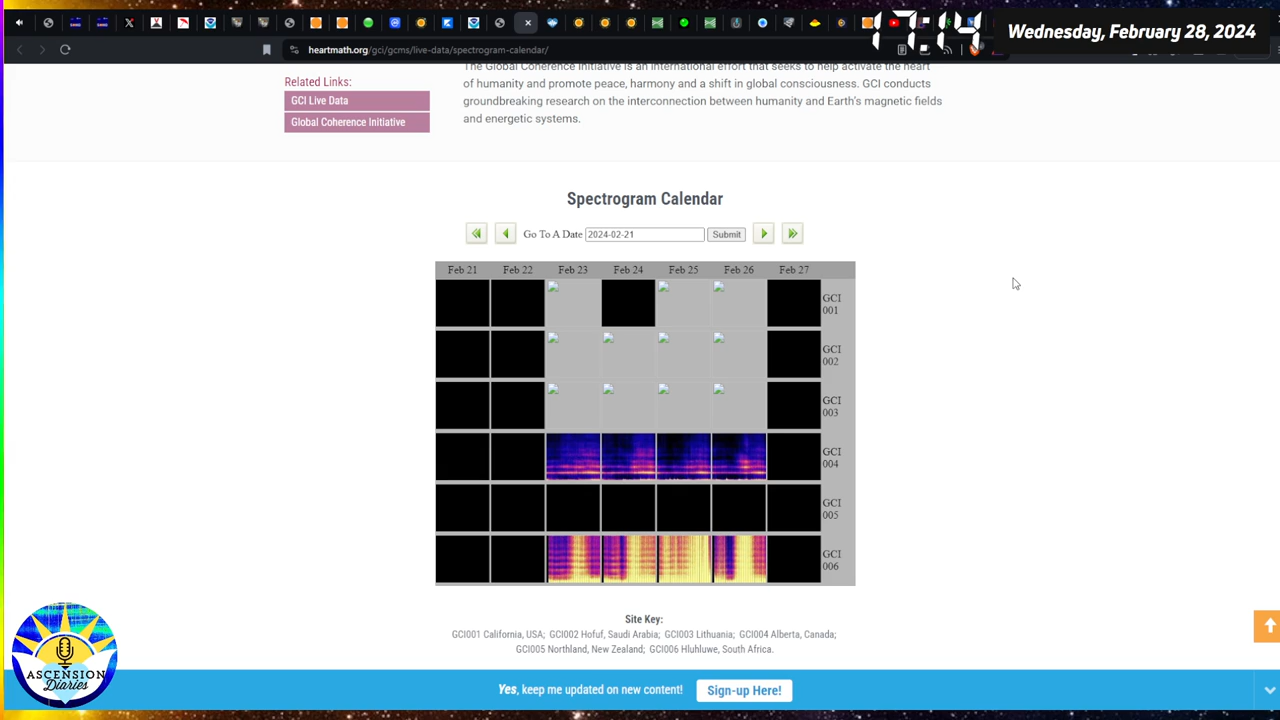 17:14
Wednesday, February 28, 2024
heartmath.org/gci/gcms/live-data/spectrogram-calendar/
Related Links:
GCI Live Data
Global Coherence Initiative
The Global Coherence Initiative is an international effort that seeks to help activate the heart
of humanity and promote peace, harmony and a shift in global consciousness. GCI conducts
groundbreaking research on the interconnection between humanity and Earth's magnetic fields
and energetic systems.
Spectrogram Calendar
Go To A Date 2024-02-21 Submit
Feb 21 Feb 22 Feb 23 Feb 24 Feb 25 Feb 26 Feb 27
GCI
001
GCI
002
GCI
003
GCI
004
GCI
005
GCI
006
Site Key:
GCI001 California, USA; GCI002 Hofuf, Saudi Arabia; GCI003 Lithuania; GCI004 Alberta, Canada;
GCI005 Northland, New Zealand; GCI006 Hluhluwe, South Africa.
Yes, keep me updated on new content! Sign-up Here!
ASCENSION
Diaries